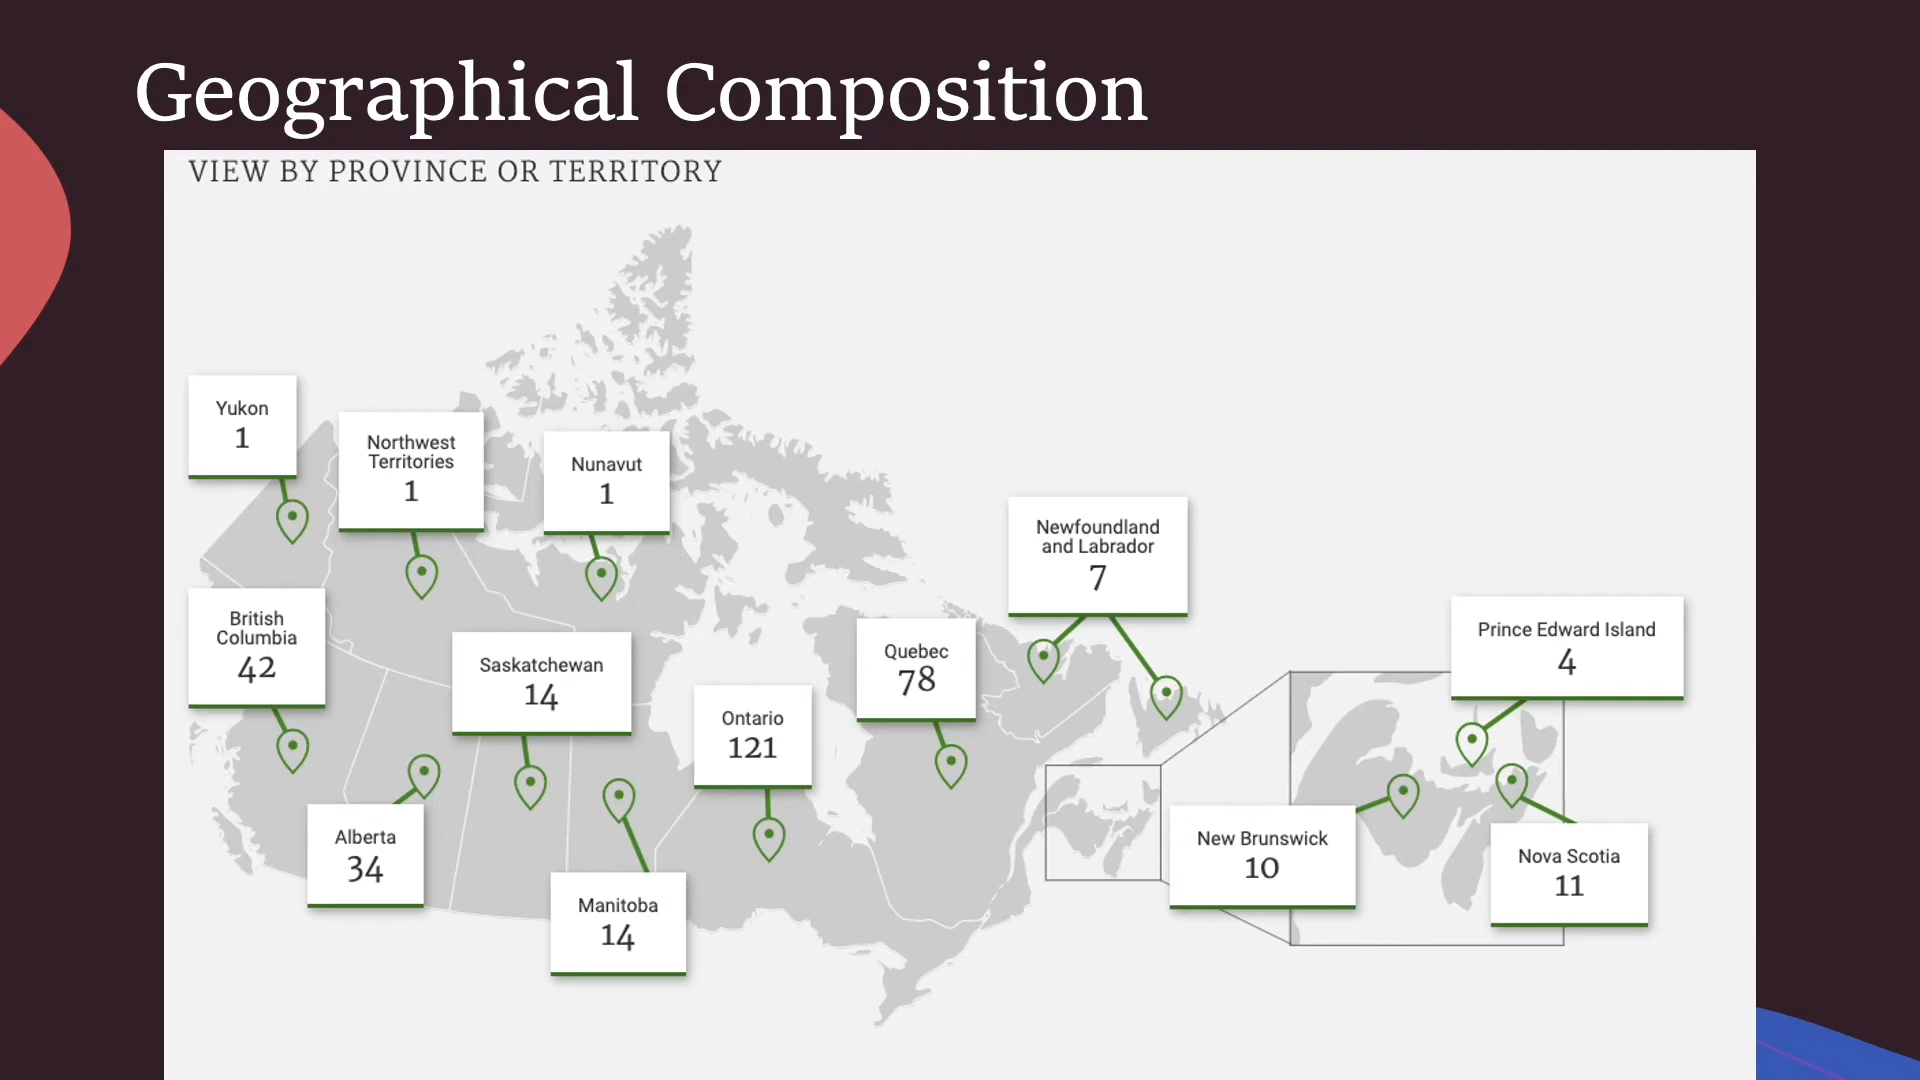 Geographical Composition
VIEW BY PROVINCE OR TERRITORY
Yukon
1
Northwest
Territories
1
Nunavut
1
Newfoundland
and Labrador
7
British
Columbia
42
Saskatchewan
14
Quebec
78
Prince Edward Island
4
Ontario
121
Alberta
34
New Brunswick
10
Nova Scotia
11
Manitoba
14